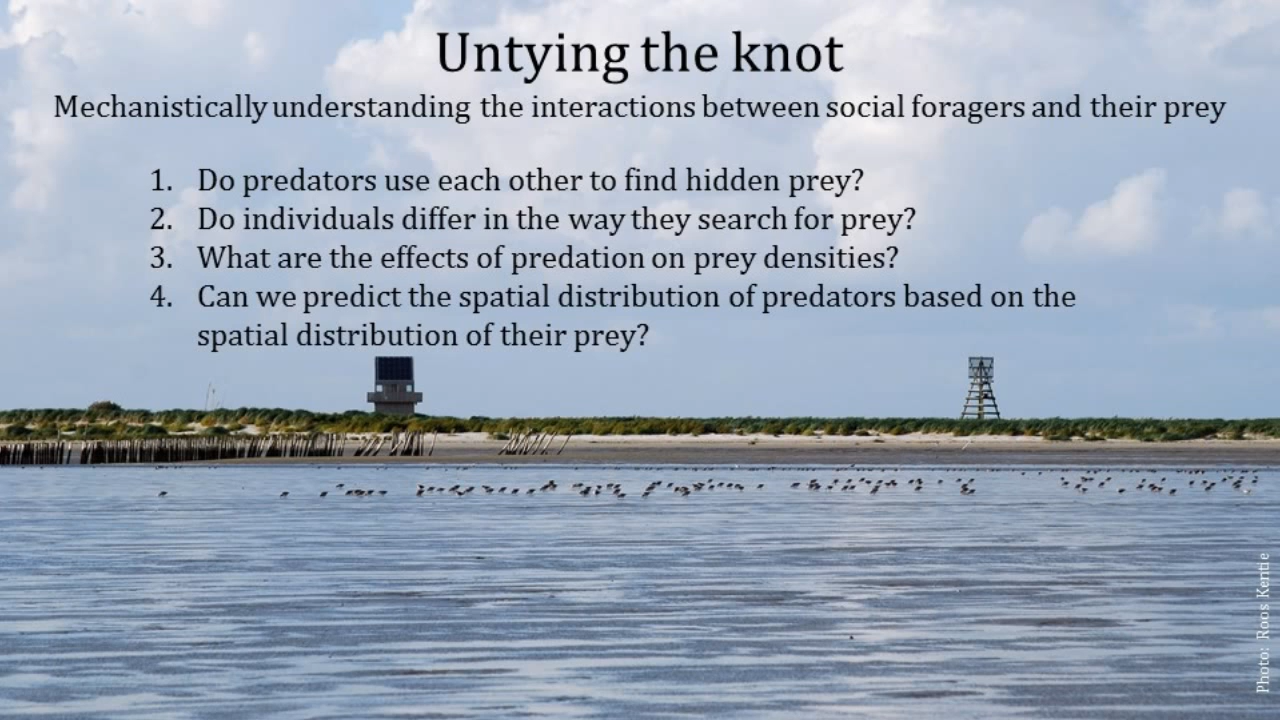 Untying the knot
Mechanistically understanding the interactions between social foragers and their prey
1. Do predators use each other to find hidden prey?
2. Do individuals differ in the way they search for prey?
3. What are the effects of predation on prey densities?
4. Can we predict the spatial distribution of predators based on the
spatial distribution of their prey?
Photo: Roos Kentie